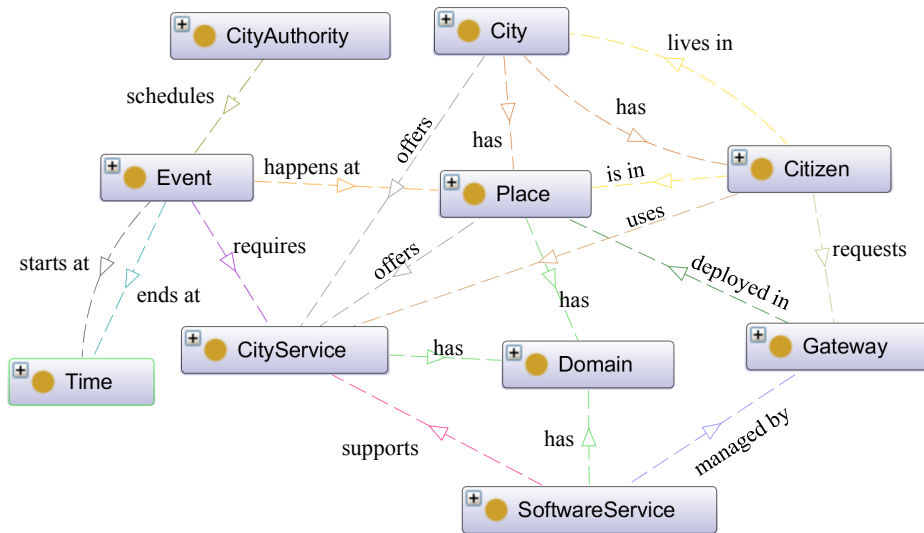 CityAuthority
City
lives in
schedules
offers
has
has
Event
happens at
Place
is in
Citizen
uses
requires
offers
starts at
ends at
has
deployed in
requests
CityService
has
Domain
Gateway
Time
supports
has
managed by
SoftwareService